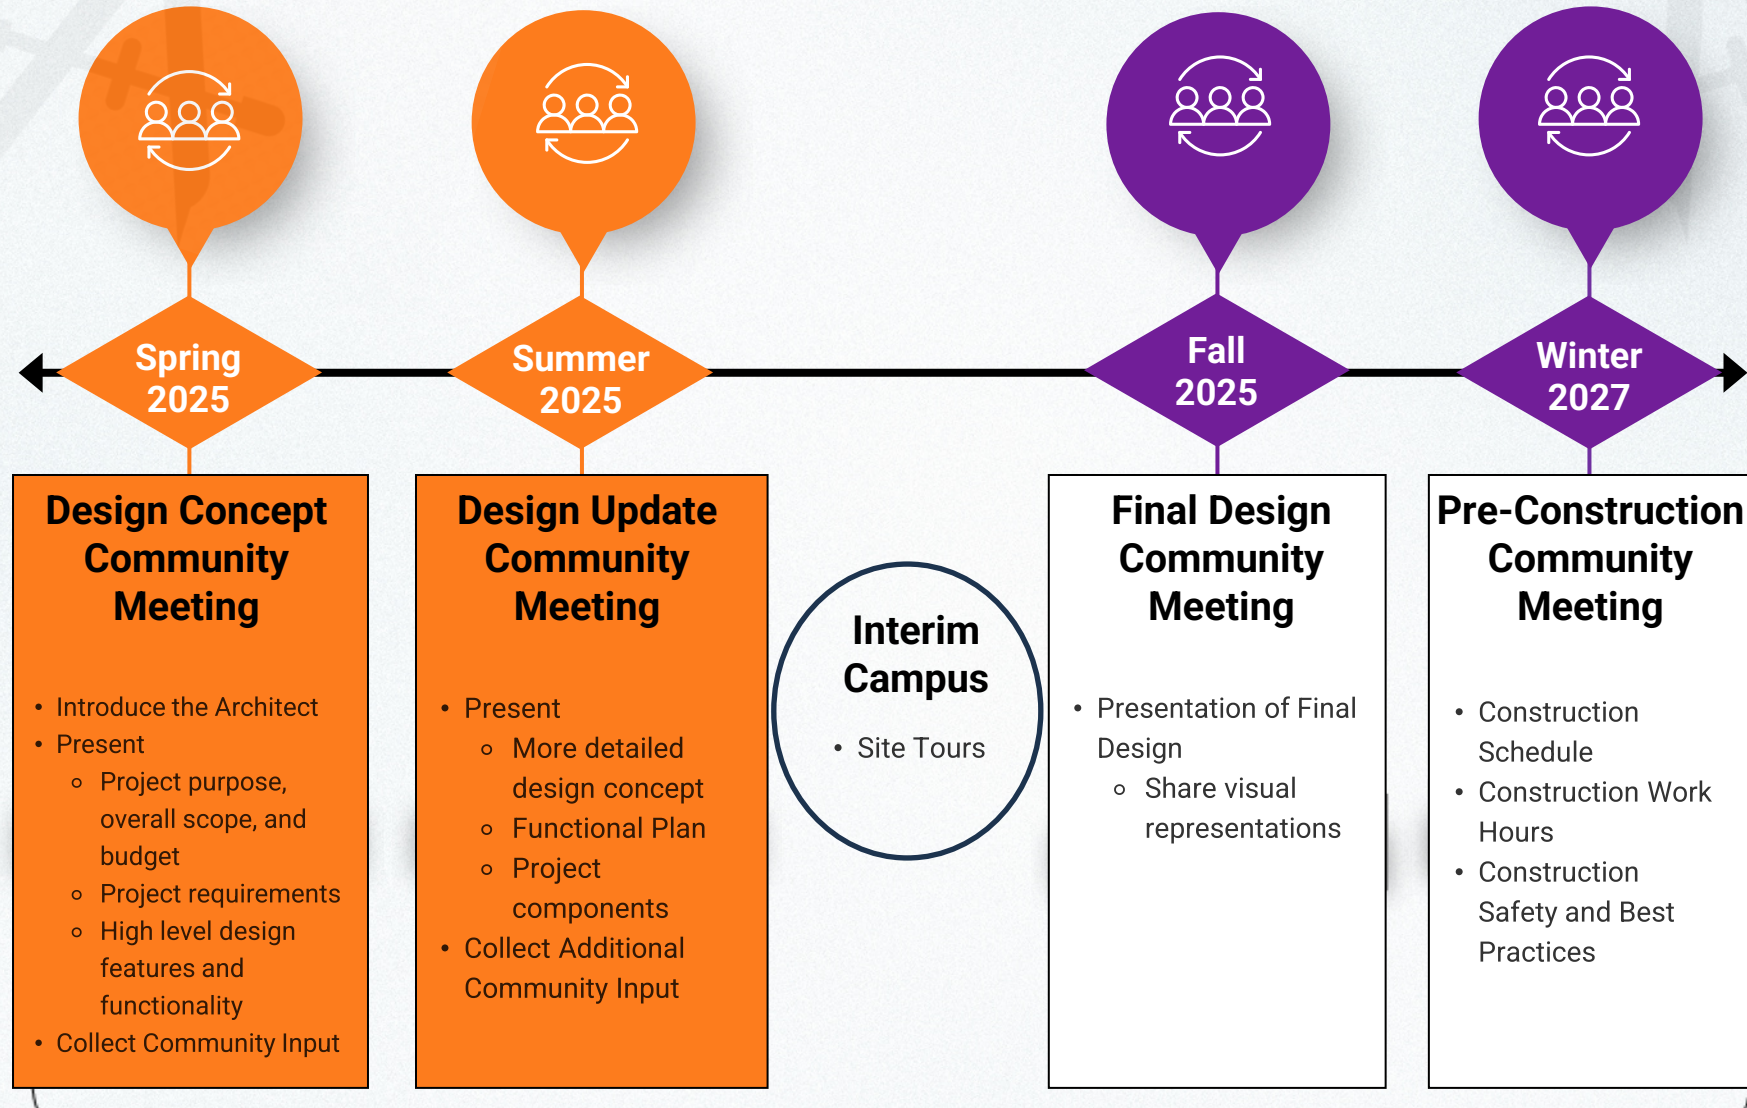 Spring
2025
Summer
2025
Fall
2025
Winter
2027
Design Concept
Community
Meeting
• Introduce the Architect
• Present
◦ Project purpose,
overall scope, and
budget
◦ Project requirements
◦ High level design
features and
functionality
• Collect Community Input
Design Update
Community
Meeting
• Present
◦ More detailed
design concept
◦ Functional Plan
◦ Project
components
• Collect Additional
Community Input
Interim
Campus
• Site Tours
Final Design
Community
Meeting
• Presentation of Final
Design
◦ Share visual
representations
Pre-Construction
Community
Meeting
• Construction
Schedule
• Construction Work
Hours
• Construction
Safety and Best
Practices